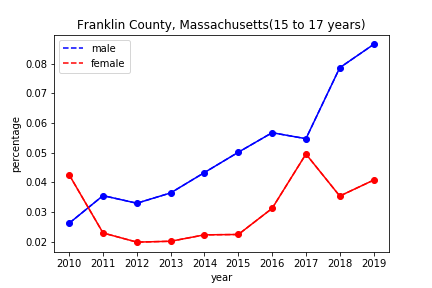 Franklin County, Massachusetts(15 to 17 years)
male
female
percentage
0.08
0.07
0.06
0.05
0.04
0.03
0.02
2010 2011 2012 2013 2014 2015 2016 2017 2018 2019
year